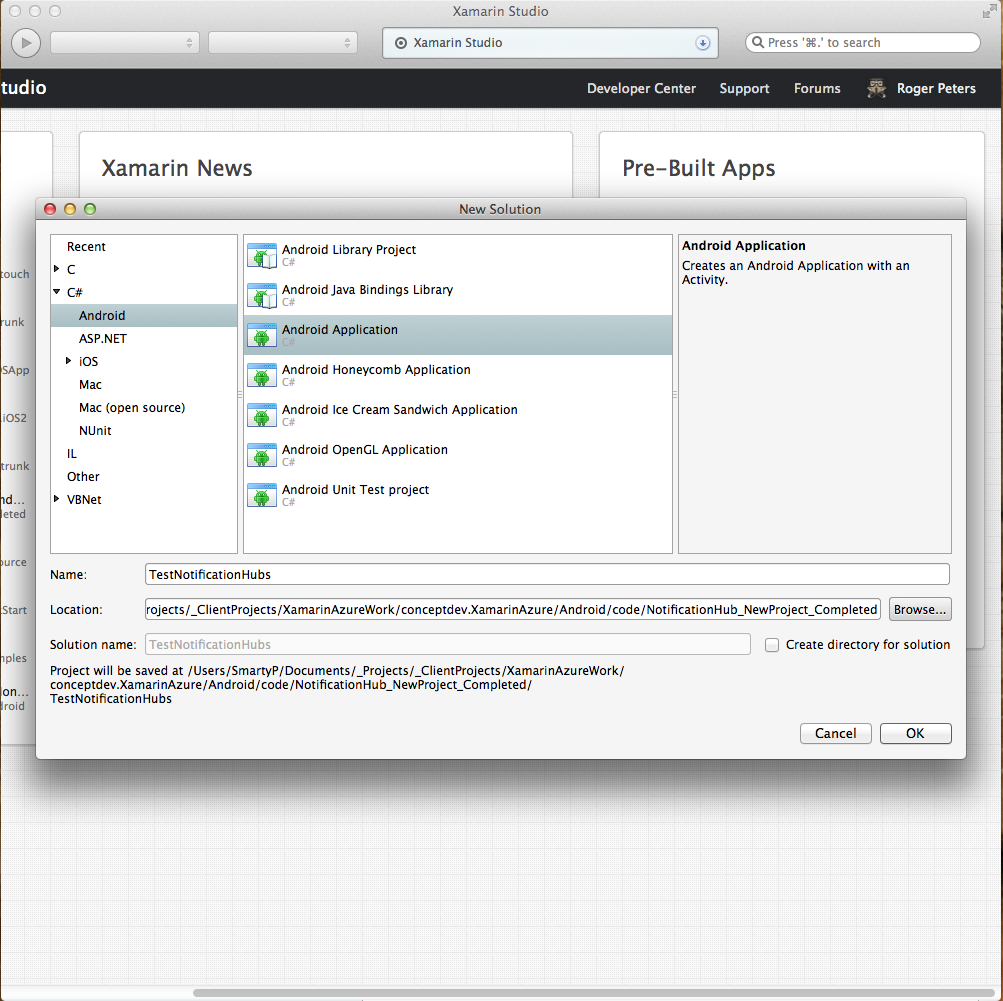 Xamarin Studio
Xamarin Studio
Press '⌘.' to search
tudio
Developer Center
Support
Forums
Roger Peters
Xamarin News
Pre-Built Apps
touch
runk
OSApp
.iOS2
trunk
nd...
leted
ource
Start
mples
on...
droid
New Solution
Recent
C
C#
Android
ASP.NET
iOS
Mac
Mac (open source)
NUnit
IL
Other
VBNet
Android Library Project
C#
Android Java Bindings Library
C#
Android Application
C#
Android Honeycomb Application
C#
Android Ice Cream Sandwich Application
C#
Android OpenGL Application
C#
Android Unit Test project
C#
Android Application
Creates an Android Application with an
Activity.
Name:
TestNotificationHubs
Location:
rojects/_ClientProjects/XamarinAzureWork/conceptdev.XamarinAzure/Android/code/NotificationHub_NewProject_Completed
Browse...
Solution name:
TestNotificationHubs
Create directory for solution
Project will be saved at /Users/SmartyP/Documents/_Projects/_ClientProjects/XamarinAzureWork/
conceptdev.XamarinAzure/Android/code/NotificationHub_NewProject_Completed/
TestNotificationHubs
Cancel
OK